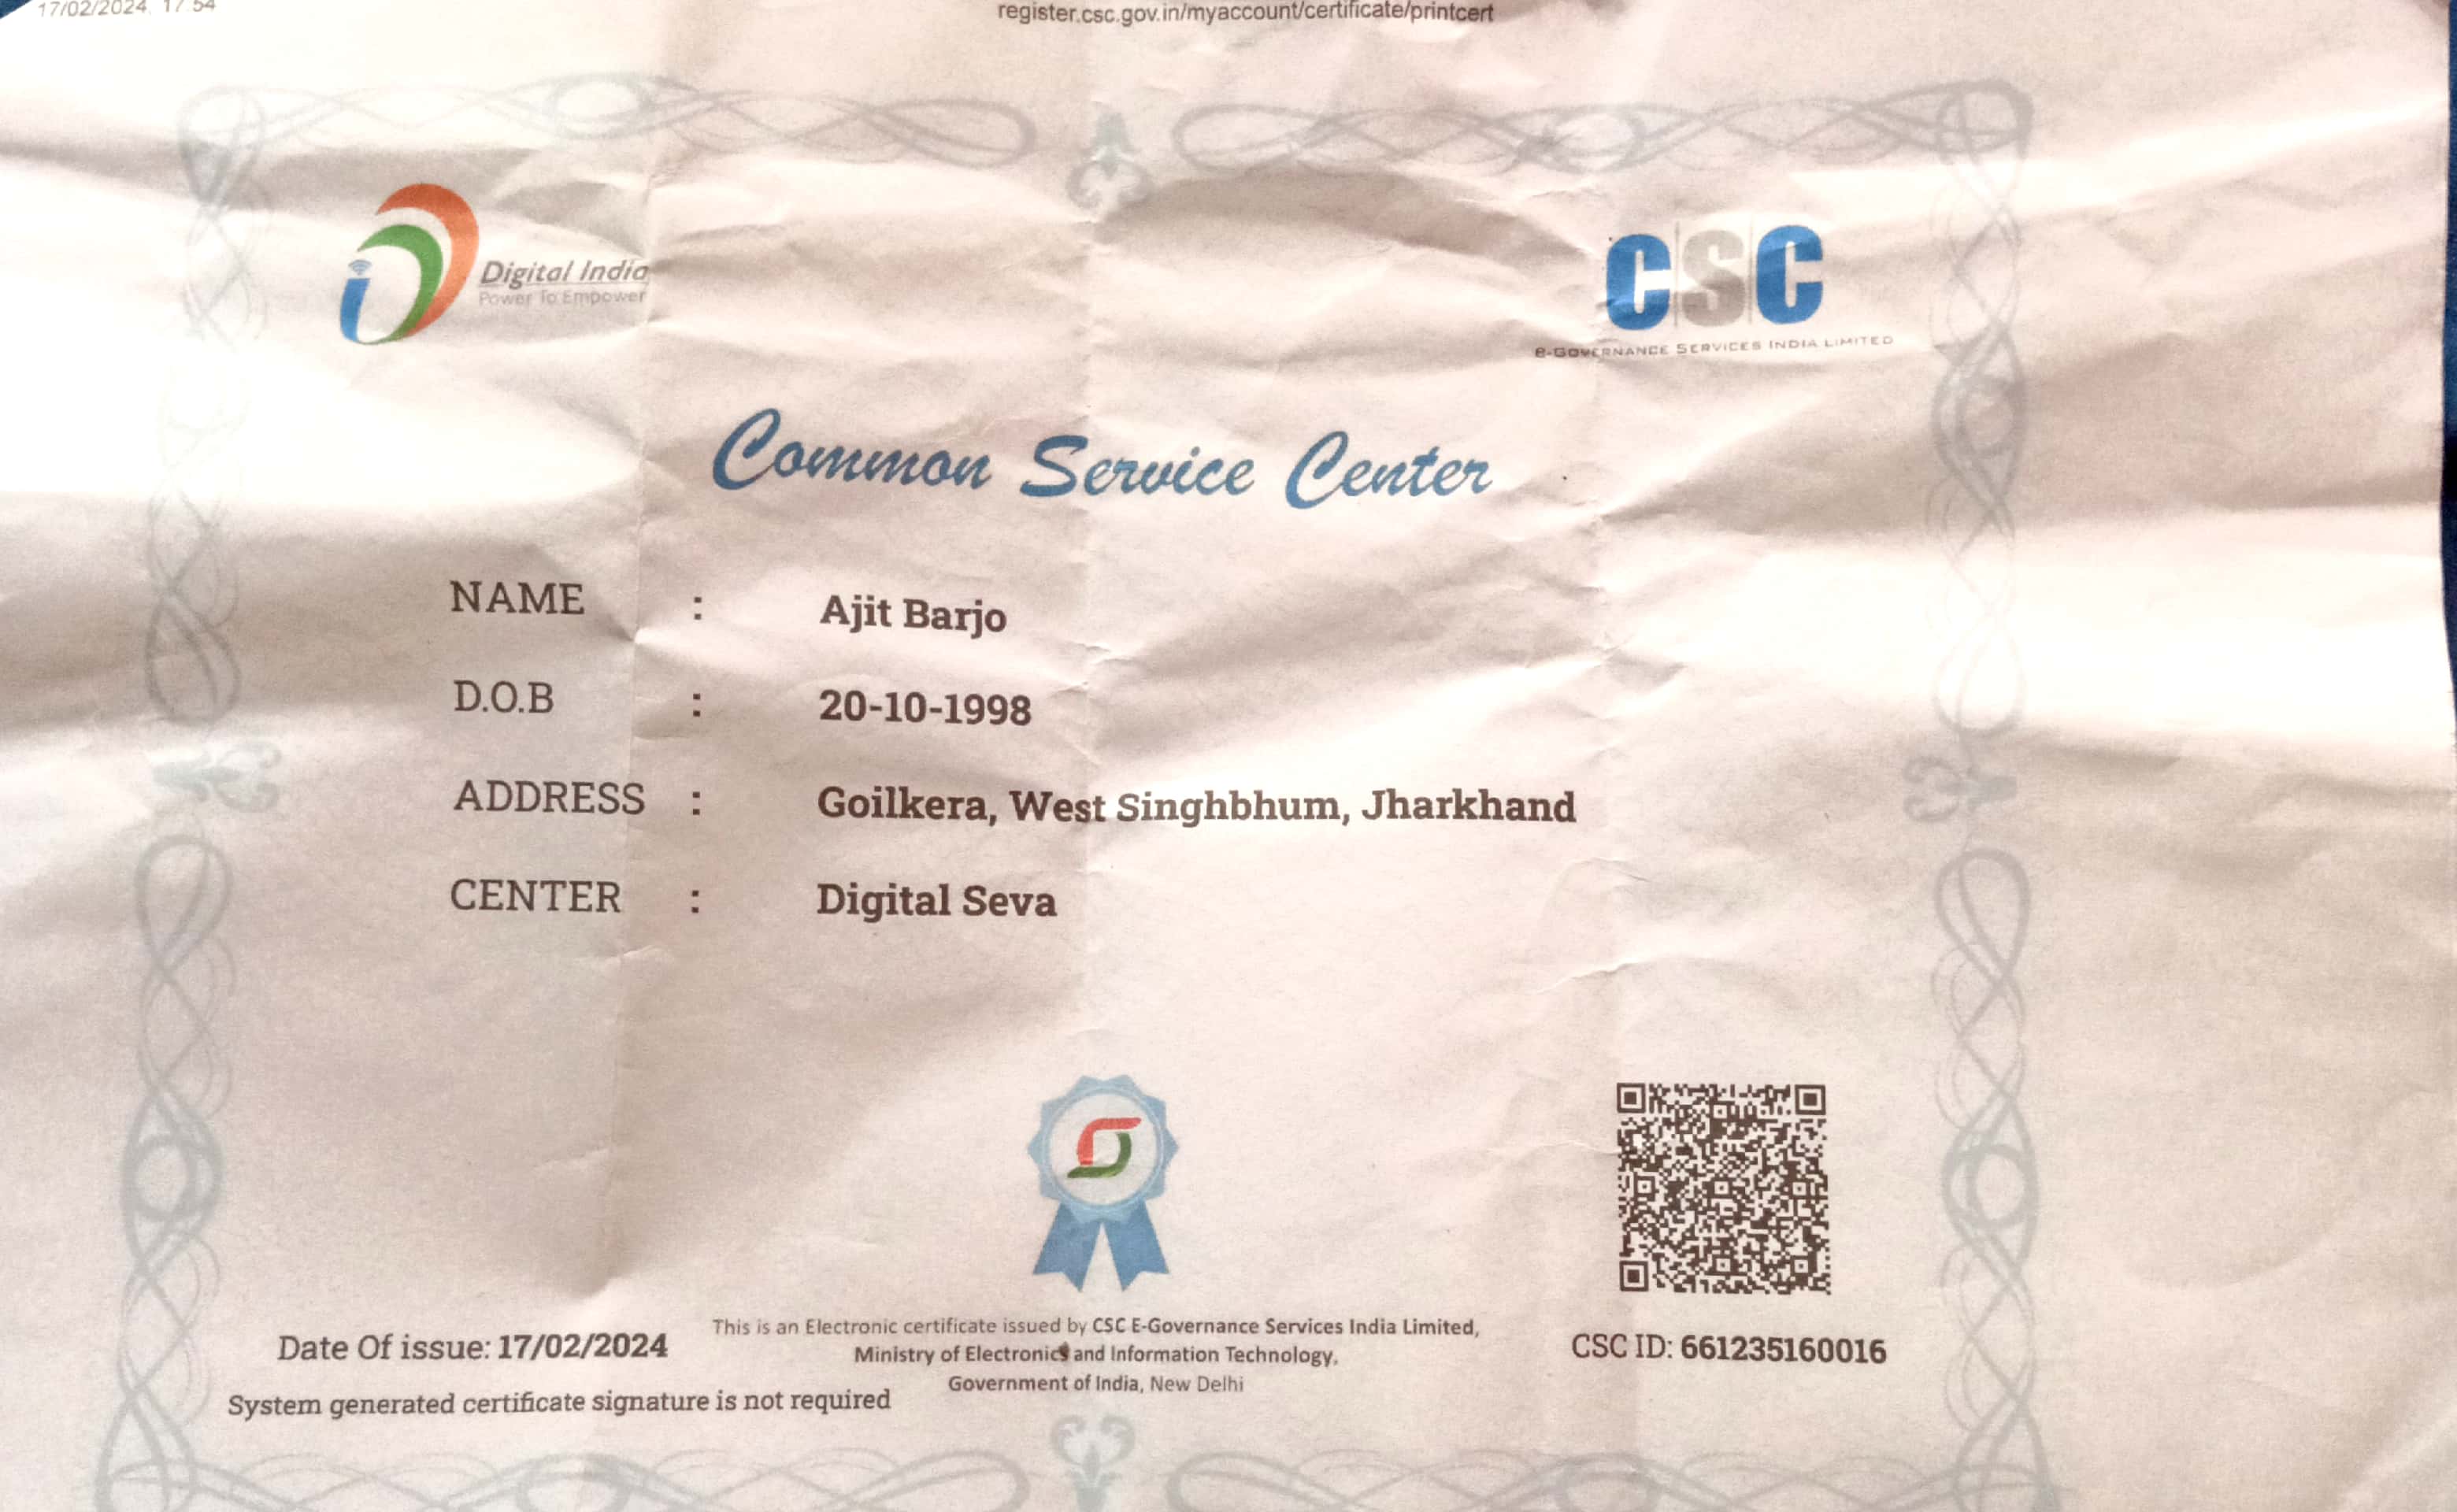 17/02/2024, 17:54
register.csc.gov.in/myaccount/certificate/printcert
Digital India
Power To Empower
CSC
e-Governance Services India Limited
Common Service Center
NAME : Ajit Barjo
D.O.B : 20-10-1998
ADDRESS : Goilkera, West Singhbhum, Jharkhand
CENTER : Digital Seva
This is an Electronic certificate issued by CSC E-Governance Services India Limited,
Ministry of Electronics and Information Technology,
Government of India, New Delhi
Date Of issue: 17/02/2024
CSC ID: 661235160016
System generated certificate signature is not required